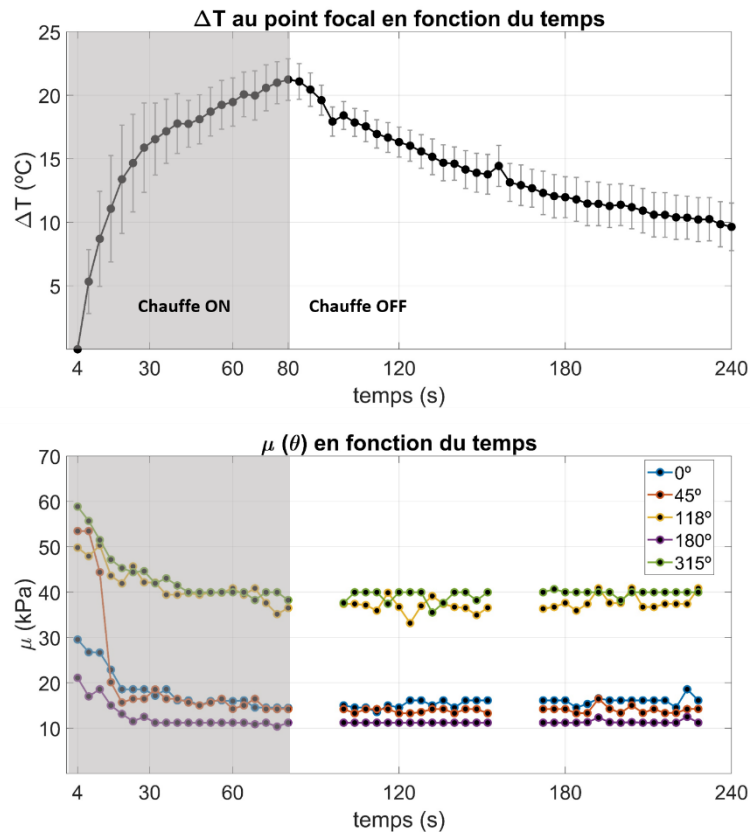 ΔT au point focal en fonction du temps
25
20
15
10
5
ΔT (ºC)
Chauffe ON
Chauffe OFF
4 30 60 80 120 180 240
temps (s)
μ (θ) en fonction du temps
70
60
50
40
30
20
10
μ (kPa)
0º
45º
118º
180º
315º
4 30 60 120 180 240
temps (s)